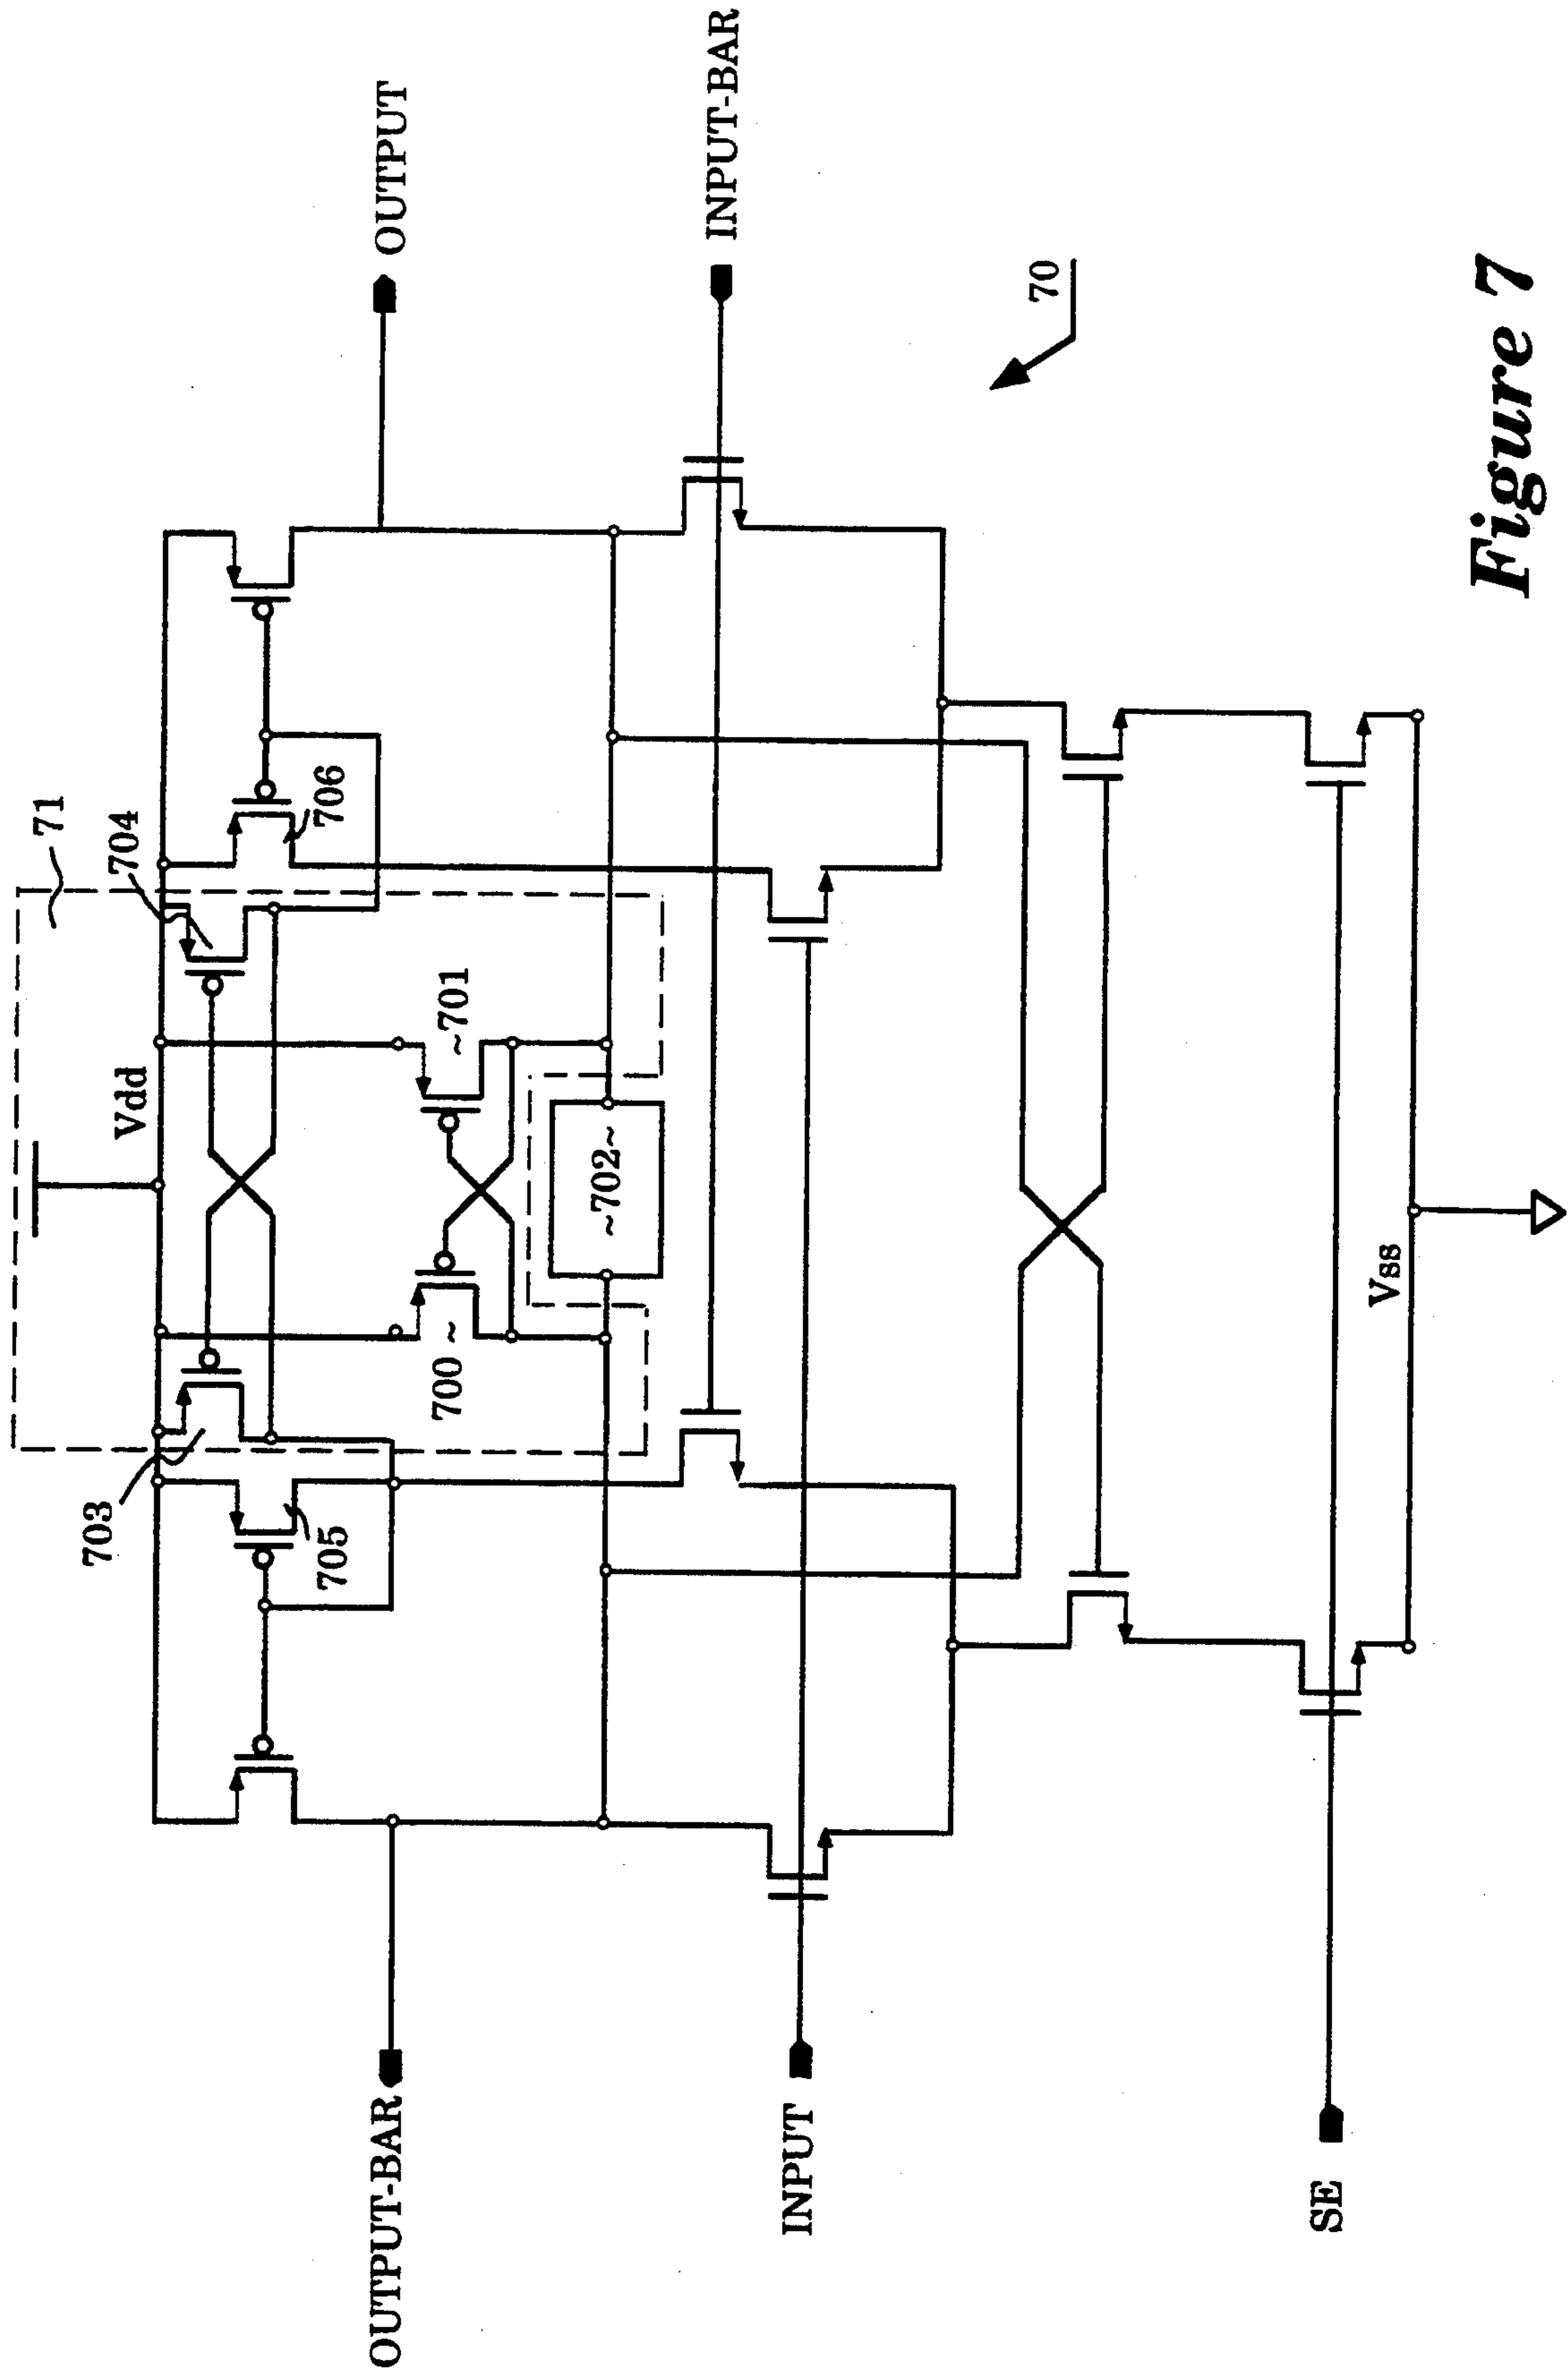 71
Vdd
703
704
705
706
700 ~
~701
~702~
OUTPUT-BAR
OUTPUT
INPUT
INPUT-BAR
70
SE
Vss
Figure 7